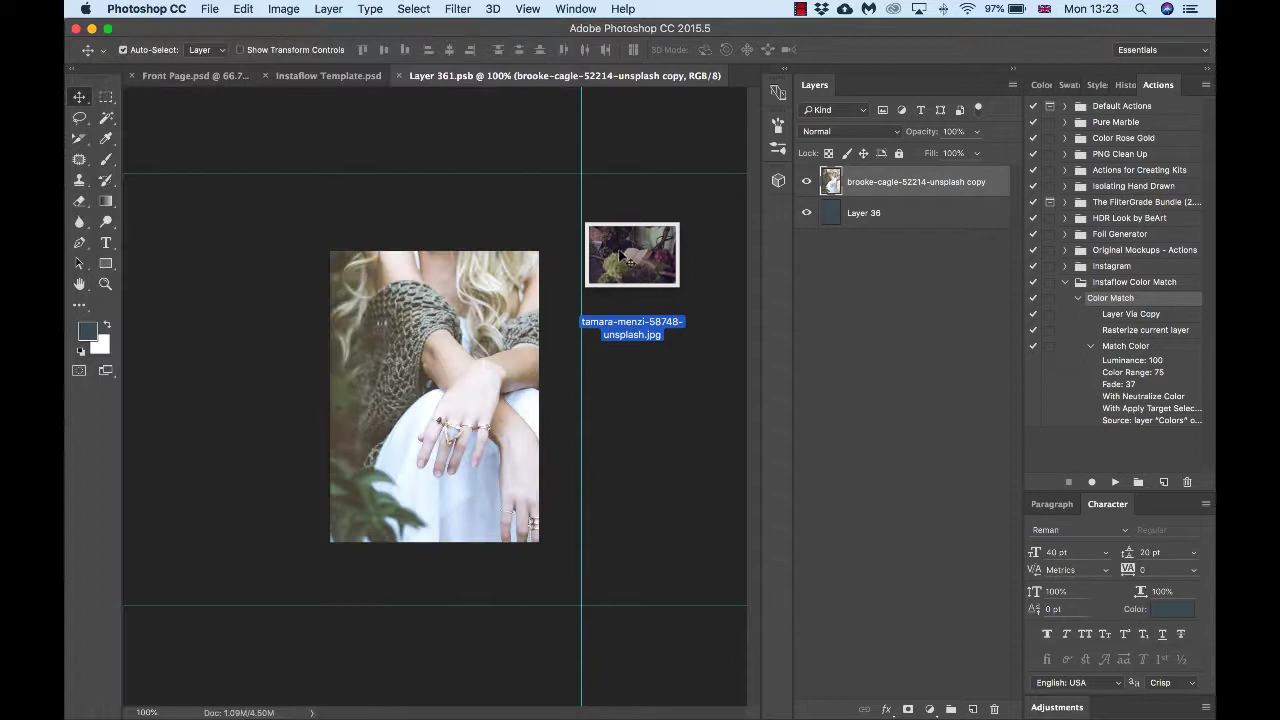 Photoshop CC File Edit Image Layer Type Select Filter 3D View Window Help 97% Mon 13:23
Adobe Photoshop CC 2015.5
Auto-Select: Layer Show Transform Controls 3D Mode: Essentials
Front Page.psd @ 66.7... Instaflow Template.psd Layer 361.psb @ 100% (brooke-cagle-52214-unsplash copy, RGB/8)
Layers
Color Swat Style Histo Actions
Kind
Normal Opacity: 100%
Lock: Fill: 100%
brooke-cagle-52214-unsplash copy
Layer 36
Default Actions
Pure Marble
Color Rose Gold
PNG Clean Up
Actions for Creating Kits
Isolating Hand Drawn
The FilterGrade Bundle (2....
HDR Look by BeArt
Foil Generator
Original Mockups - Actions
Instagram
Instaflow Color Match
Color Match
Layer Via Copy
Rasterize current layer
Match Color
Luminance: 100
Color Range: 75
Fade: 37
With Neutralize Color
With Apply Target Selec...
Source: layer “Colors” o...
tamara-menzi-58748-
unsplash.jpg
Paragraph Character
Reman Regular
40 pt 20 pt
Metrics 0
100% 100%
0 pt Color:
English: USA Crisp
Adjustments
100% Doc: 1.09M/4.50M